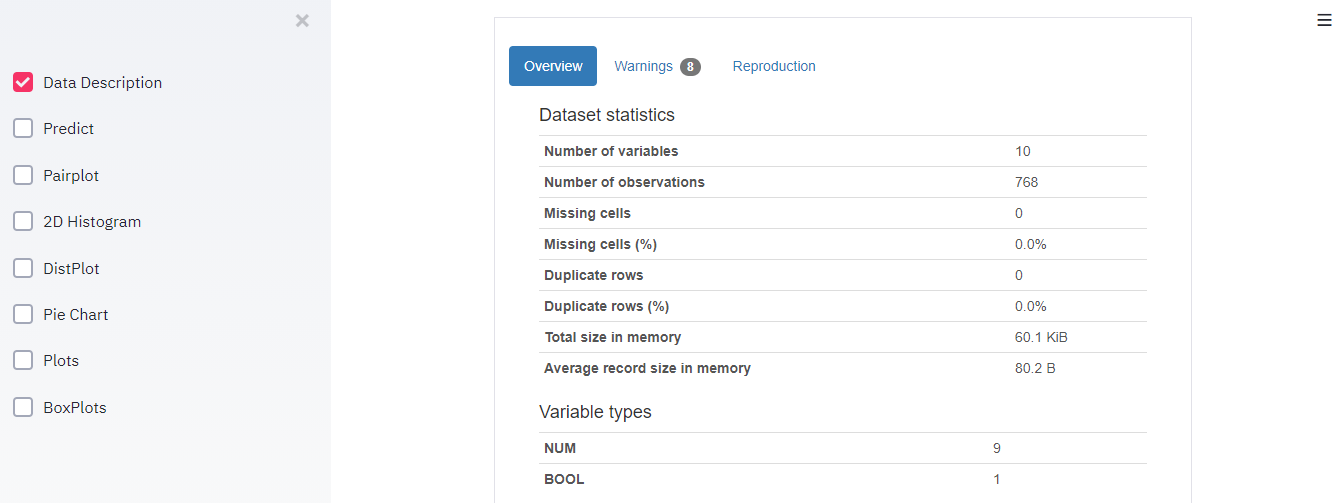 Data Description
Predict
Pairplot
2D Histogram
DistPlot
Pie Chart
Plots
BoxPlots
Overview Warnings 8 Reproduction
Dataset statistics
Number of variables 10
Number of observations 768
Missing cells 0
Missing cells (%) 0.0%
Duplicate rows 0
Duplicate rows (%) 0.0%
Total size in memory 60.1 KiB
Average record size in memory 80.2 B
Variable types
NUM 9
BOOL 1